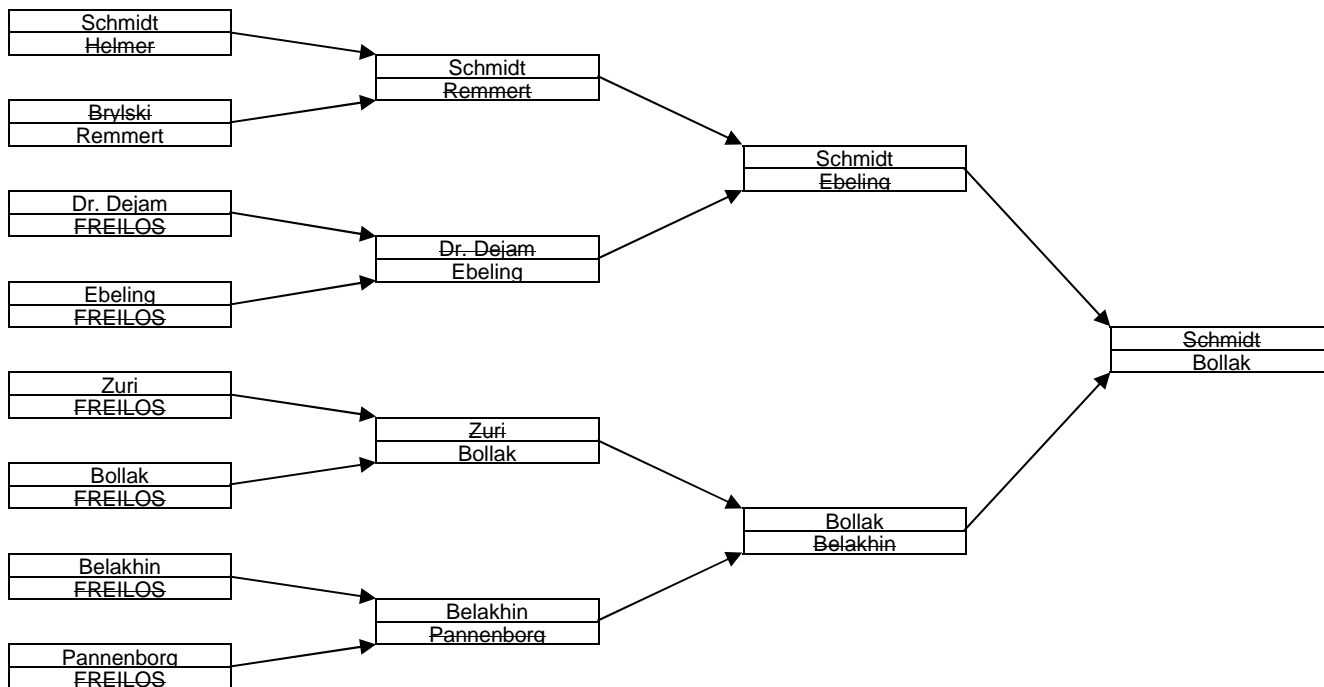 Schmidt
Helmer
Brylski
Remmert
Dr. Dejam
FREILOS
Ebeling
FREILOS
Zuri
FREILOS
Bollak
FREILOS
Belakhin
FREILOS
Pannenborg
FREILOS
Schmidt
Remmert
Dr. Dejam
Ebeling
Zuri
Bollak
Belakhin
Pannenborg
Schmidt
Ebeling
Bollak
Belakhin
Schmidt
Bollak